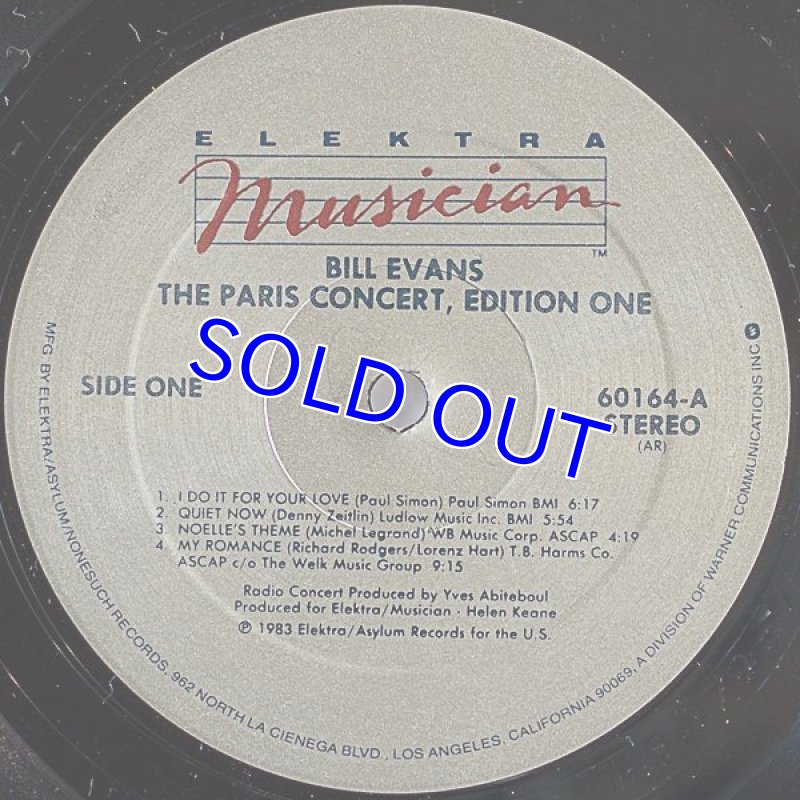 ELEKTRA
Musician
TM
BILL EVANS
THE PARIS CONCERT, EDITION ONE
SOLD OUT
SIDE ONE
60164-A
STEREO
(AR)
1. I DO IT FOR YOUR LOVE (Paul Simon) Paul Simon BMI 6:17
2. QUIET NOW (Denny Zeitlin) Ludlow Music Inc. BMI 5:54
3. NOELLE'S THEME (Michel Legrand) WB Music Corp. ASCAP 4:19
4. MY ROMANCE (Richard Rodgers/Lorenz Hart) T.B. Harms Co.
ASCAP c/o The Welk Music Group 9:15
Radio Concert Produced by Yves Abiteboul
Produced for Elektra/Musician - Helen Keane
℗ 1983 Elektra/Asylum Records for the U.S.
MFG. BY ELEKTRA/ASYLUM/NONESUCH RECORDS, 962 NORTH LA CIENEGA BLVD., LOS ANGELES, CALIFORNIA 90069, A DIVISION OF WARNER COMMUNICATIONS INC